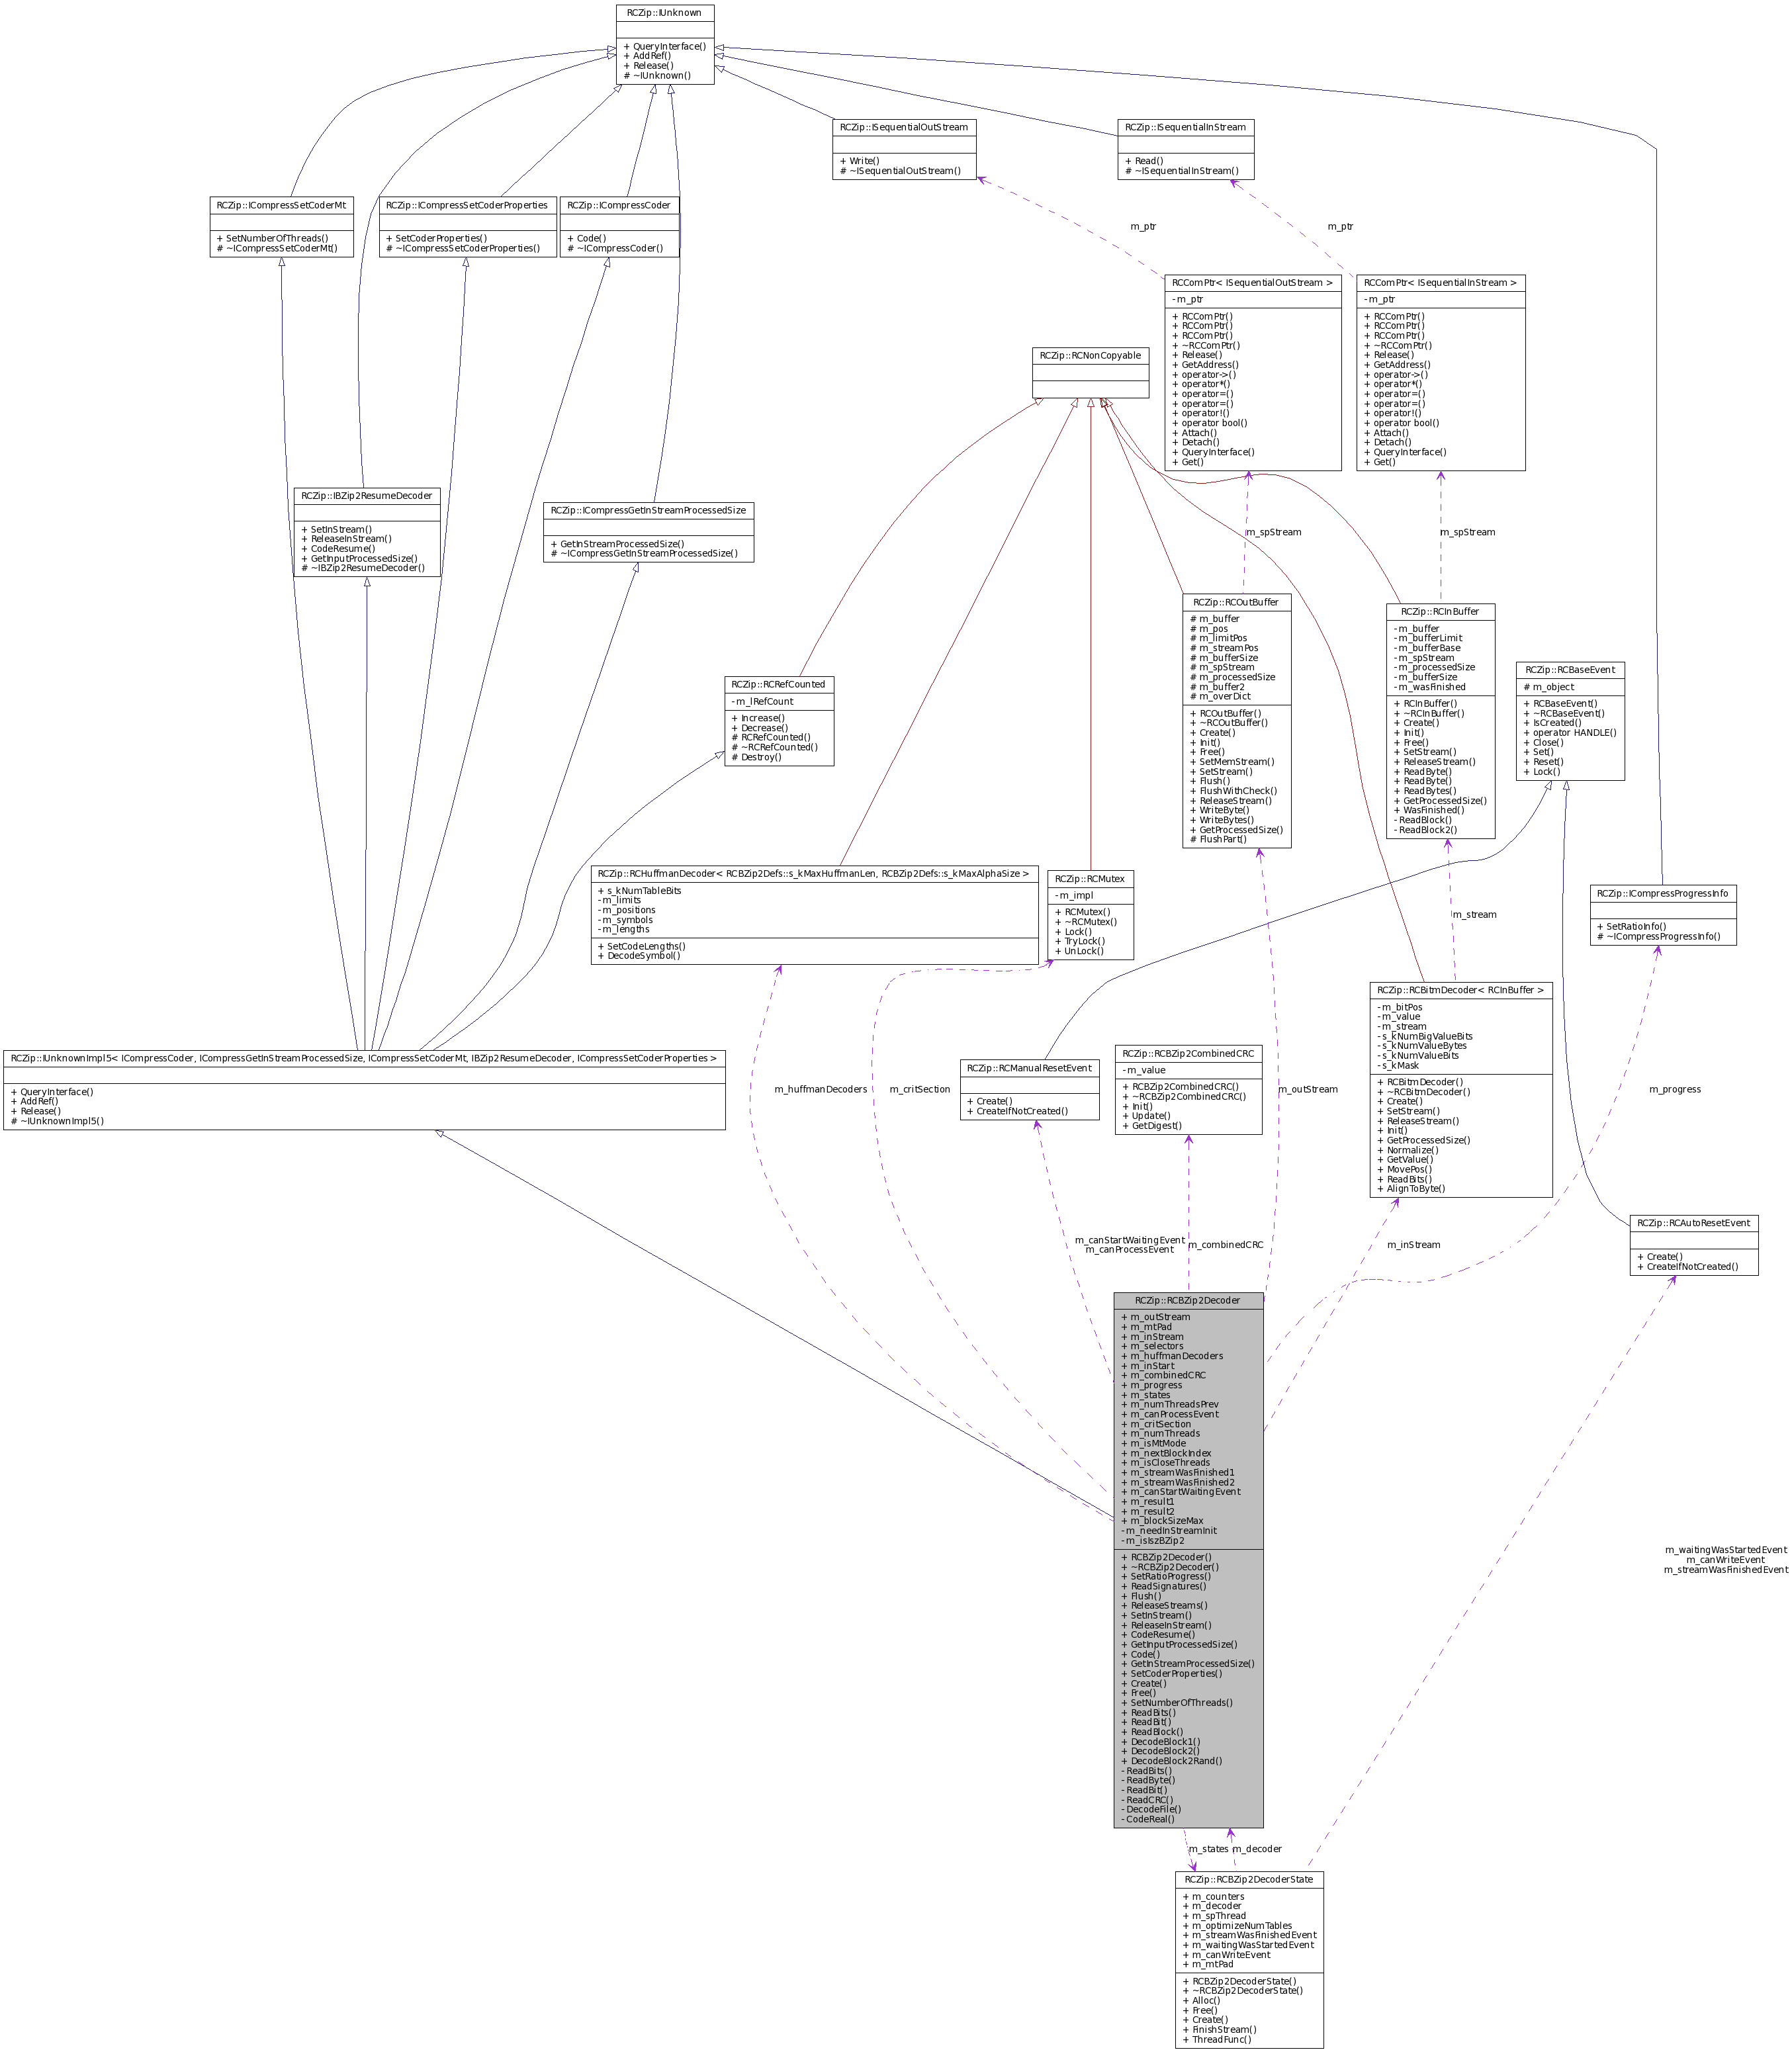 RCZip::IUnknown
+ QueryInterface()
+ AddRef()
+ Release()
# ~IUnknown()
RCZip::ISequentialOutStream
+ Write()
# ~ISequentialOutStream()
RCZip::ISequentialInStream
+ Read()
# ~ISequentialInStream()
RCZip::ICompressSetCoderMt
+ SetNumberOfThreads()
# ~ICompressSetCoderMt()
RCZip::ICompressSetCoderProperties
+ SetCoderProperties()
# ~ICompressSetCoderProperties()
RCZip::ICompressCoder
+ Code()
# ~ICompressCoder()
m_ptr
m_ptr
RCComPtr< ISequentialOutStream >
- m_ptr
+ RCComPtr()
+ RCComPtr()
+ RCComPtr()
+ ~RCComPtr()
+ Release()
+ GetAddress()
+ operator->()
+ operator*()
+ operator=()
+ operator=()
+ operator!()
+ operator bool()
+ Attach()
+ Detach()
+ QueryInterface()
+ Get()
RCComPtr< ISequentialInStream >
- m_ptr
+ RCComPtr()
+ RCComPtr()
+ RCComPtr()
+ ~RCComPtr()
+ Release()
+ GetAddress()
+ operator->()
+ operator*()
+ operator=()
+ operator=()
+ operator!()
+ operator bool()
+ Attach()
+ Detach()
+ QueryInterface()
+ Get()
RCZip::RCNonCopyable
RCZip::IBZip2ResumeDecoder
+ SetInStream()
+ ReleaseInStream()
+ CodeResume()
+ GetInputProcessedSize()
# ~IBZip2ResumeDecoder()
RCZip::ICompressGetInStreamProcessedSize
+ GetInStreamProcessedSize()
# ~ICompressGetInStreamProcessedSize()
m_spStream
m_spStream
RCZip::RCOutBuffer
# m_buffer
# m_pos
# m_limitPos
# m_streamPos
# m_bufferSize
# m_spStream
# m_processedSize
# m_buffer2
# m_overDict
+ RCOutBuffer()
+ ~RCOutBuffer()
+ Create()
+ Init()
+ Free()
+ SetMemStream()
+ SetStream()
+ Flush()
+ FlushWithCheck()
+ ReleaseStream()
+ WriteByte()
+ WriteBytes()
+ GetProcessedSize()
# FlushPart()
RCZip::RCInBuffer
- m_buffer
- m_bufferLimit
- m_bufferBase
- m_spStream
- m_processedSize
- m_bufferSize
- m_wasFinished
+ RCInBuffer()
+ ~RCInBuffer()
+ Create()
+ Init()
+ Free()
+ SetStream()
+ ReleaseStream()
+ ReadByte()
+ ReadByte()
+ ReadBytes()
+ GetProcessedSize()
+ WasFinished()
- ReadBlock()
- ReadBlock2()
RCZip::RCBaseEvent
# m_object
+ RCBaseEvent()
+ ~RCBaseEvent()
+ IsCreated()
+ operator HANDLE()
+ Close()
+ Set()
+ Reset()
+ Lock()
RCZip::RCRefCounted
- m_lRefCount
+ Increase()
+ Decrease()
# RCRefCounted()
# ~RCRefCounted()
# Destroy()
RCZip::RCHuffmanDecoder< RCBZip2Defs::s_kMaxHuffmanLen, RCBZip2Defs::s_kMaxAlphaSize >
+ s_kNumTableBits
- m_limits
- m_positions
- m_symbols
- m_lengths
+ SetCodeLengths()
+ DecodeSymbol()
RCZip::RCMutex
- m_impl
+ RCMutex()
+ ~RCMutex()
+ Lock()
+ TryLock()
+ UnLock()
RCZip::ICompressProgressInfo
+ SetRatioInfo()
# ~ICompressProgressInfo()
m_stream
RCZip::RCBitmDecoder< RCInBuffer >
- m_bitPos
- m_value
- m_stream
- s_kNumBigValueBits
- s_kNumValueBytes
- s_kNumValueBits
- s_kMask
+ RCBitmDecoder()
+ ~RCBitmDecoder()
+ Create()
+ SetStream()
+ ReleaseStream()
+ Init()
+ GetProcessedSize()
+ Normalize()
+ GetValue()
+ MovePos()
+ ReadBits()
+ AlignToByte()
RCZip::IUnknownImpl5< ICompressCoder, ICompressGetInStreamProcessedSize, ICompressSetCoderMt, IBZip2ResumeDecoder, ICompressSetCoderProperties >
+ QueryInterface()
+ AddRef()
+ Release()
# ~IUnknownImpl5()
m_huffmanDecoders
m_critSection
RCZip::RCManualResetEvent
+ Create()
+ CreateIfNotCreated()
RCZip::RCBZip2CombinedCRC
- m_value
+ RCBZip2CombinedCRC()
+ ~RCBZip2CombinedCRC()
+ Init()
+ Update()
+ GetDigest()
m_outStream
m_progress
RCZip::RCAutoResetEvent
+ Create()
+ CreateIfNotCreated()
m_canStartWaitingEvent
m_canProcessEvent
m_combinedCRC
m_inStream
RCZip::RCBZip2Decoder
+ m_outStream
+ m_mtPad
+ m_inStream
+ m_selectors
+ m_huffmanDecoders
+ m_inStart
+ m_combinedCRC
+ m_progress
+ m_states
+ m_numThreadsPrev
+ m_canProcessEvent
+ m_critSection
+ m_numThreads
+ m_isMtMode
+ m_nextBlockIndex
+ m_isCloseThreads
+ m_streamWasFinished1
+ m_streamWasFinished2
+ m_canStartWaitingEvent
+ m_result1
+ m_result2
+ m_blockSizeMax
- m_needInStreamInit
- m_isIszBZip2
+ RCBZip2Decoder()
+ ~RCBZip2Decoder()
+ SetRatioProgress()
+ ReadSignatures()
+ Flush()
+ ReleaseStreams()
+ SetInStream()
+ ReleaseInStream()
+ CodeResume()
+ GetInputProcessedSize()
+ Code()
+ GetInStreamProcessedSize()
+ SetCoderProperties()
+ Create()
+ Free()
+ SetNumberOfThreads()
+ ReadBits()
+ ReadBit()
+ ReadBlock()
+ DecodeBlock1()
+ DecodeBlock2()
+ DecodeBlock2Rand()
- ReadBits()
- ReadByte()
- ReadBit()
- ReadCRC()
- DecodeFile()
- CodeReal()
m_waitingWasStartedEvent
m_canWriteEvent
m_streamWasFinishedEvent
m_states
m_decoder
RCZip::RCBZip2DecoderState
+ m_counters
+ m_decoder
+ m_spThread
+ m_optimizeNumTables
+ m_streamWasFinishedEvent
+ m_waitingWasStartedEvent
+ m_canWriteEvent
+ m_mtPad
+ RCBZip2DecoderState()
+ ~RCBZip2DecoderState()
+ Alloc()
+ Free()
+ Create()
+ FinishStream()
+ ThreadFunc()